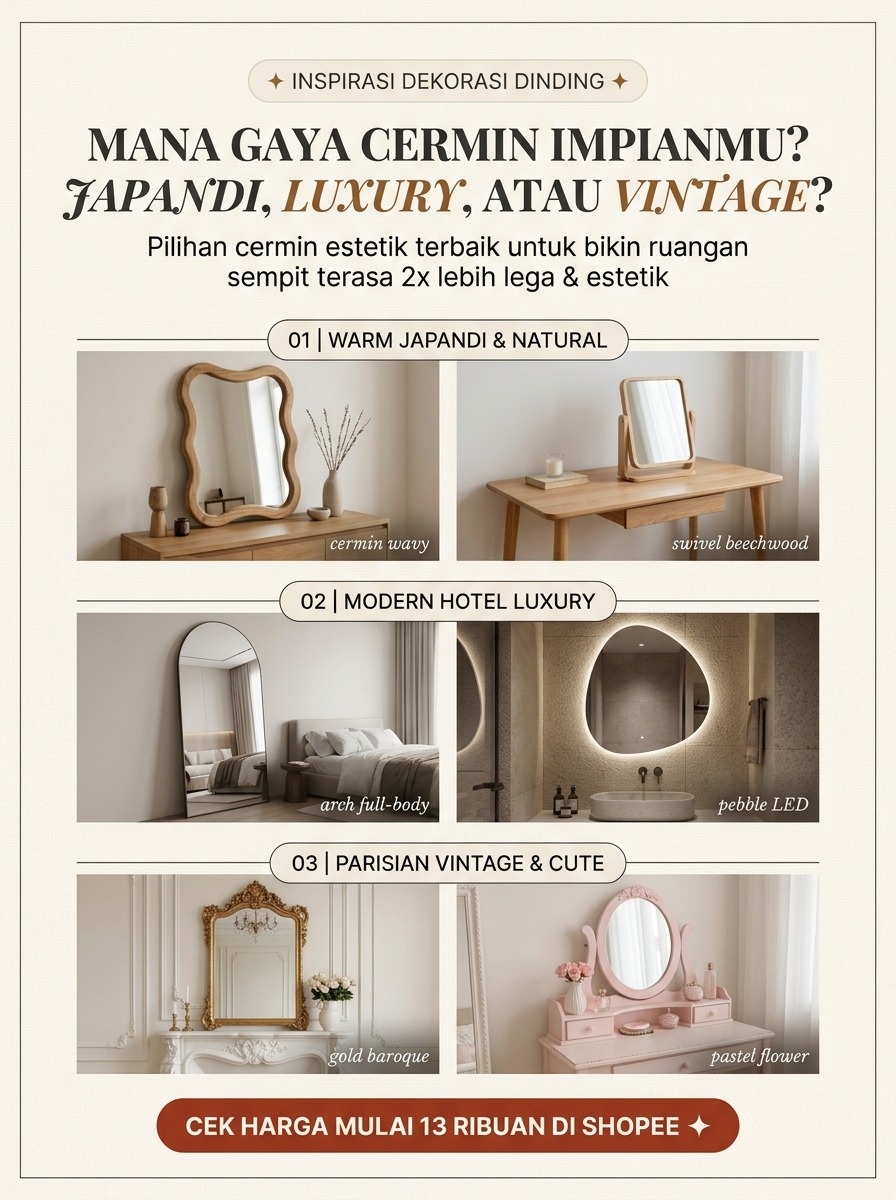 ✦ INSPIRASI DEKORASI DINDING ✦
MANA GAYA CERMIN IMPIANMU?
JAPANDI, LUXURY, ATAU VINTAGE?
Pilihan cermin estetik terbaik untuk bikin ruangan
sempit terasa 2x lebih lega & estetik
01 | WARM JAPANDI & NATURAL
cermin wavy
swivel beechwood
02 | MODERN HOTEL LUXURY
arch full-body
pebble LED
03 | PARISIAN VINTAGE & CUTE
gold baroque
pastel flower
CEK HARGA MULAI 13 RIBUAN DI SHOPEE ✦